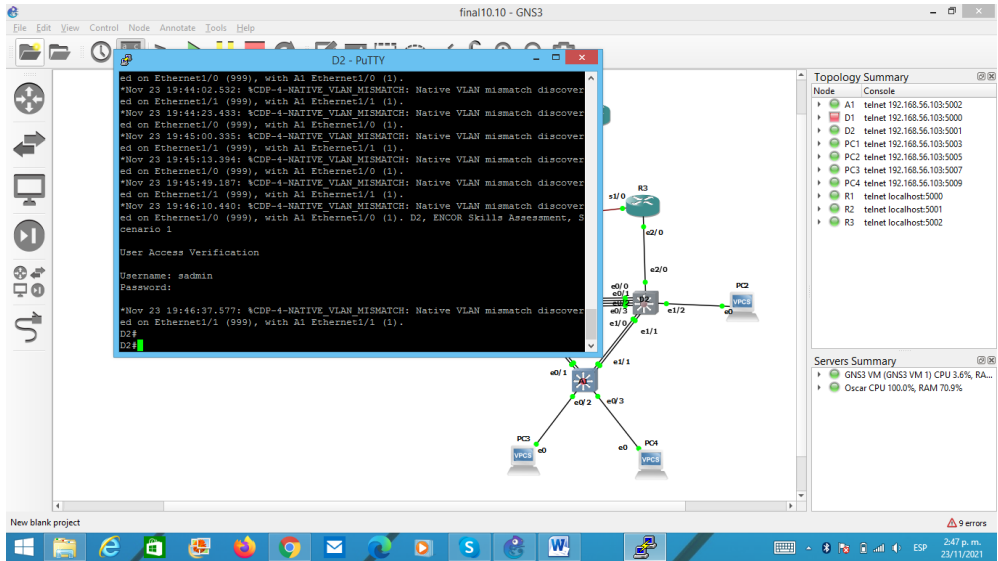 final10.10 - GNS3
File Edit View Control Node Annotate Tools Help
D2 - PuTTY
ed on Ethernet1/0 (999), with A1 Ethernet1/0 (1).
*Nov 23 19:44:02.532: %CDP-4-NATIVE_VLAN_MISMATCH: Native VLAN mismatch discover
ed on Ethernet1/1 (999), with A1 Ethernet1/1 (1).
*Nov 23 19:44:23.433: %CDP-4-NATIVE_VLAN_MISMATCH: Native VLAN mismatch discover
ed on Ethernet1/0 (999), with A1 Ethernet1/0 (1).
*Nov 23 19:45:00.335: %CDP-4-NATIVE_VLAN_MISMATCH: Native VLAN mismatch discover
ed on Ethernet1/1 (999), with A1 Ethernet1/1 (1).
*Nov 23 19:45:13.394: %CDP-4-NATIVE_VLAN_MISMATCH: Native VLAN mismatch discover
ed on Ethernet1/0 (999), with A1 Ethernet1/0 (1).
*Nov 23 19:45:49.187: %CDP-4-NATIVE_VLAN_MISMATCH: Native VLAN mismatch discover
ed on Ethernet1/1 (999), with A1 Ethernet1/1 (1).
*Nov 23 19:46:10.440: %CDP-4-NATIVE_VLAN_MISMATCH: Native VLAN mismatch discover
ed on Ethernet1/0 (999), with A1 Ethernet1/0 (1). D2, ENCOR Skills Assessment, S
cenario 1
User Access Verification
Username: sadmin
Password:
*Nov 23 19:46:37.577: %CDP-4-NATIVE_VLAN_MISMATCH: Native VLAN mismatch discover
ed on Ethernet1/1 (999), with A1 Ethernet1/1 (1).
D2#
D2#
R3
s1/0
e2/0
e2/0
e0/0
e0/1
e0/2
e0/3
D2
e1/2
e1/0
e1/1
PC2
VPCS
e0
e1/1
e0/1
A1
e0/2
e0/3
PC3
e0
VPCS
PC4
e0
VPCS
Topology Summary
Node Console
A1 telnet 192.168.56.103:5002
D1 telnet 192.168.56.103:5000
D2 telnet 192.168.56.103:5001
PC1 telnet 192.168.56.103:5003
PC2 telnet 192.168.56.103:5005
PC3 telnet 192.168.56.103:5007
PC4 telnet 192.168.56.103:5009
R1 telnet localhost:5000
R2 telnet localhost:5001
R3 telnet localhost:5002
Servers Summary
GNS3 VM (GNS3 VM 1) CPU 3.6%, RA...
Oscar CPU 100.0%, RAM 70.9%
New blank project
9 errors
ESP
2:47 p. m.
23/11/2021